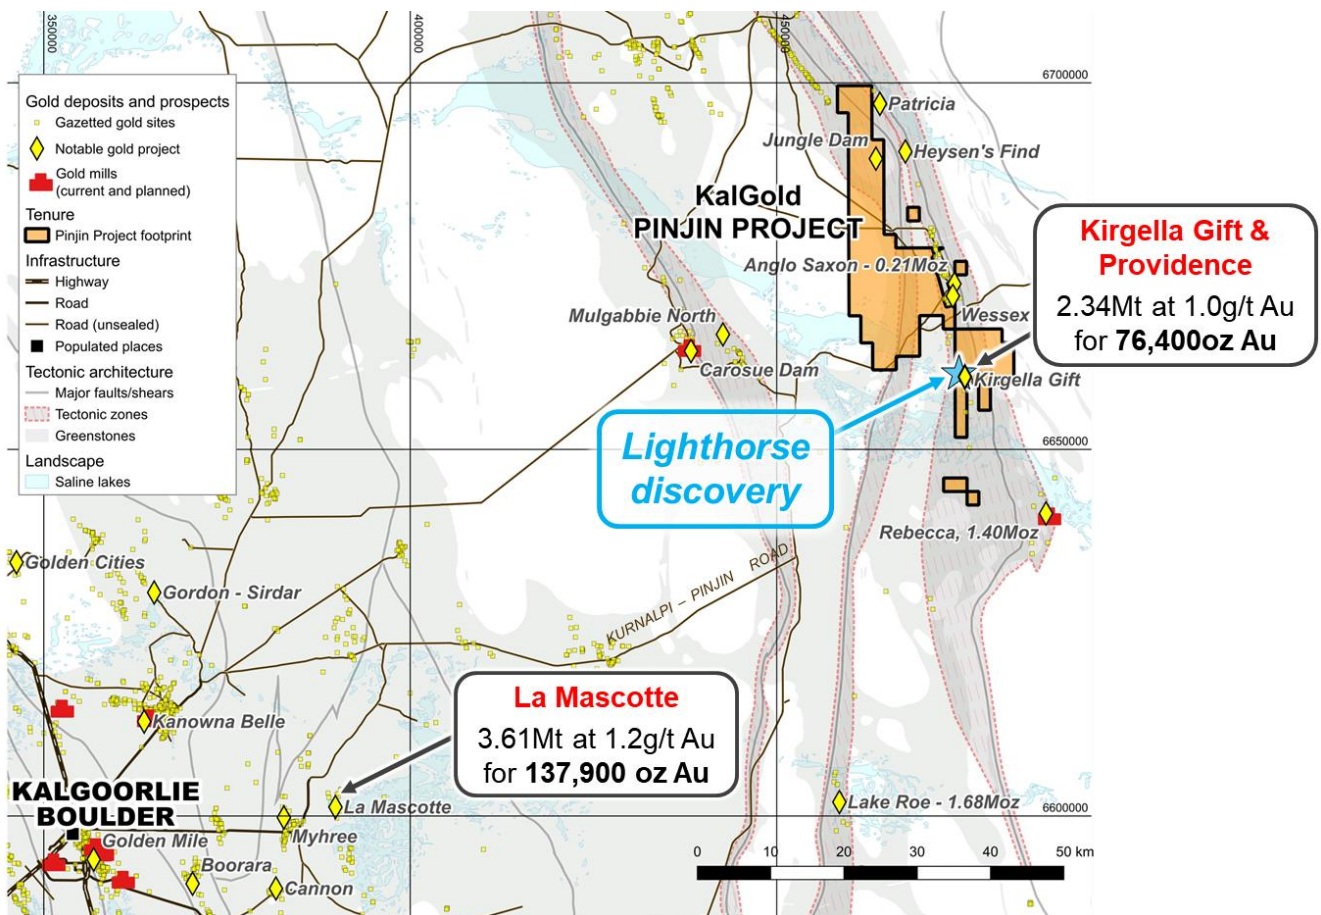 350000
400000
450000
6700000
6650000
6600000
Gold deposits and prospects
Gazetted gold sites
Notable gold project
Gold mills
(current and planned)
Tenure
Pinjin Project footprint
Infrastructure
Highway
Road
Road (unsealed)
Populated places
Tectonic architecture
Major faults/shears
Tectonic zones
Greenstones
Landscape
Saline lakes
Patricia
Jungle Dam
Heysen's Find
KalGold
PINJIN PROJECT
Anglo Saxon - 0.21Moz
Kirgella Gift &
Providence
2.34Mt at 1.0g/t Au
for 76,400oz Au
Mulgabbie North
Wessex
Carosue Dam
Kirgella Gift
Lighthorse
discovery
Rebecca, 1.40Moz
Golden Cities
Gordon - Sirdar
KURNALPI – PINJIN ROAD
La Mascotte
3.61Mt at 1.2g/t Au
for 137,900 oz Au
Kanowna Belle
KALGOORLIE
BOULDER
La Mascotte
Lake Roe - 1.68Moz
Myhree
Golden Mile
Boorara
Cannon
0 10 20 30 40 50 km